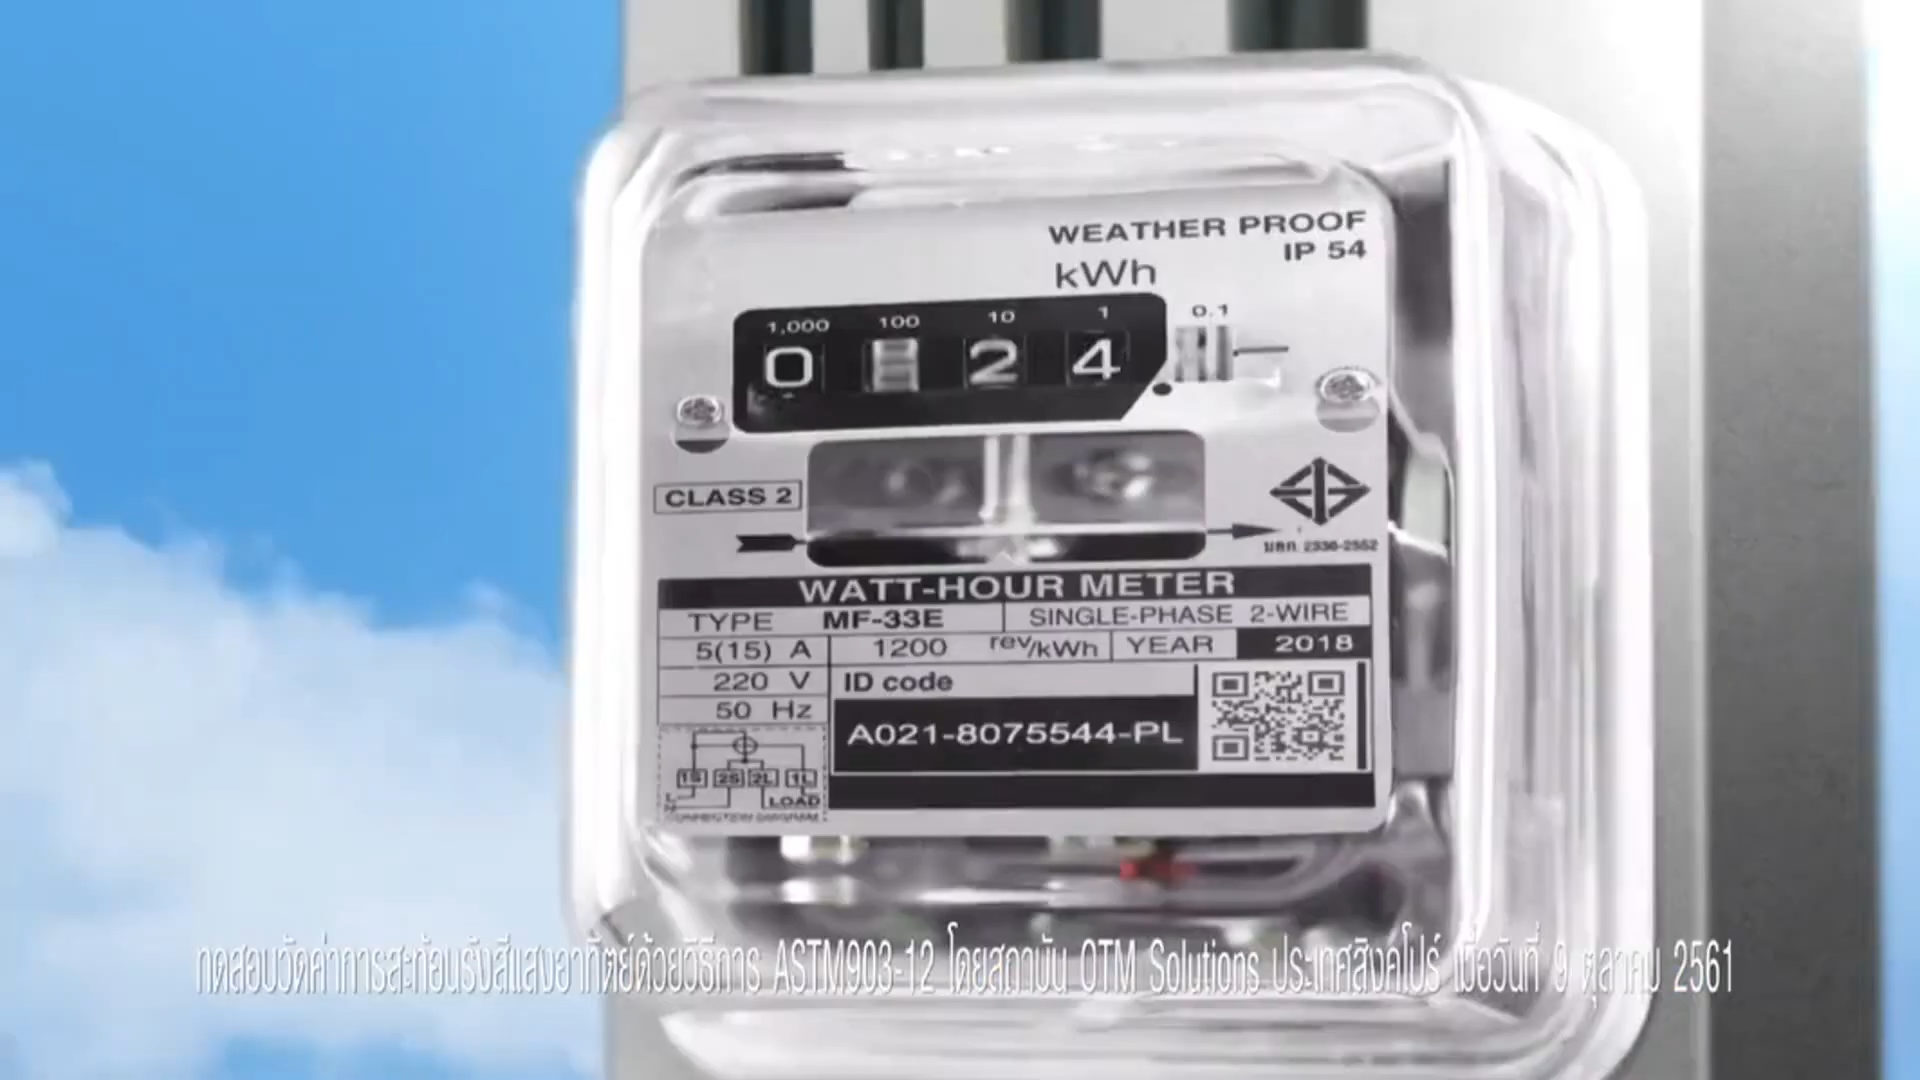 WEATHER PROOF
IP 54
kWh
1,000 100 10 1 0.1
0 2 4
CLASS 2
มอก. 2336-2552
WATT-HOUR METER
TYPE MF-33E SINGLE-PHASE 2-WIRE
5(15) A 1200 rev/kWh YEAR 2018
220 V ID code
50 Hz
A021-8075544-PL
1S 2S 2L 1L
L
N LOAD
CONNECTION DIAGRAM
ทดสอบวัดค่าการสะท้อนรังสีแสงอาทิตย์ด้วยวิธีการ ASTM903-12 โดยสถาบัน OTM Solutions ประเทศสิงคโปร์ เมื่อวันที่ 9 ตุลาคม 2561